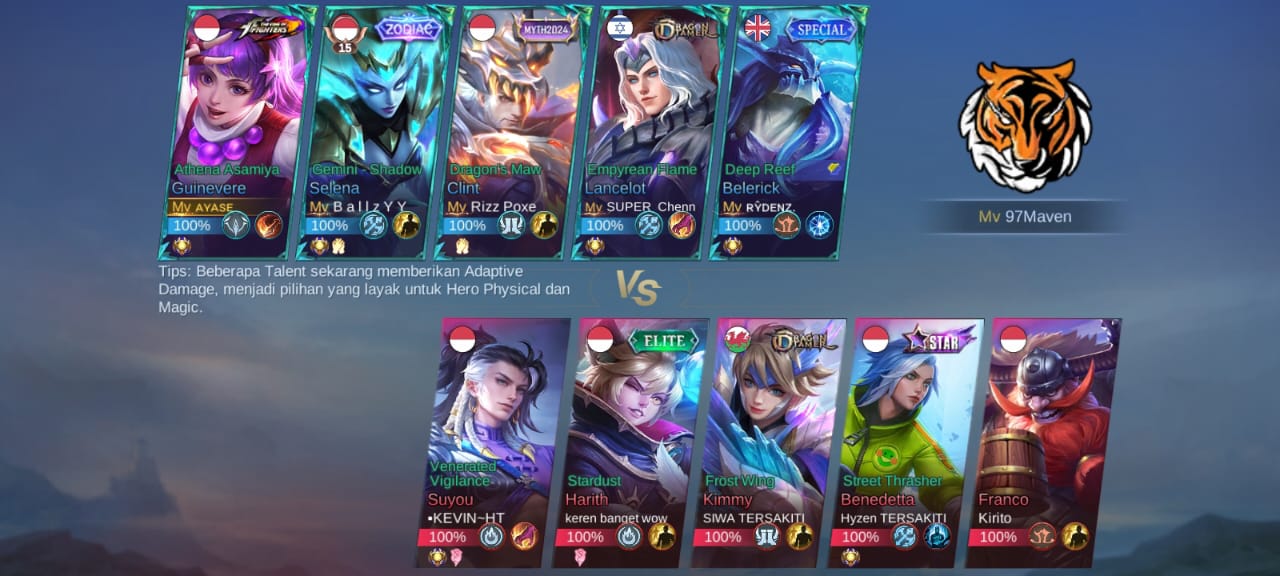 THE KING OF FIGHTERS
15
ZODIAC
MYTH2024
DRAGON TAMER
SPECIAL
Athena Asamiya
Guinevere
Mv AYASE
100%
Gemini - Shadow
Selena
Mv B a l l z Y Y
100%
Dragon's Maw
Clint
Mv Rizz Poxe
100%
Empyrean Flame
Lancelot
Mv SUPER Chenn
100%
Deep Reef
Belerick
Mv RŸDENZ.
100%
Mv 97Maven
Tips: Beberapa Talent sekarang memberikan Adaptive
Damage, menjadi pilihan yang layak untuk Hero Physical dan
Magic.
VS
ELITE
DRAGON TAMER
STAR
Venerated
Vigilance
Suyou
▪KEVIN~HT
100%
Stardust
Harith
keren banget wow
100%
Frost Wing
Kimmy
SIWA TERSAKITI
100%
Street Thrasher
Benedetta
Hyzen TERSAKITI
100%
Franco
Kirito
100%